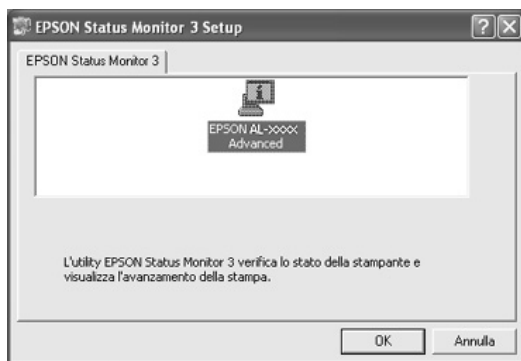 EPSON Status Monitor 3 Setup
EPSON Status Monitor 3
EPSON AL-xxxx
Advanced
L'utility EPSON Status Monitor 3 verifica lo stato della stampante e
visualizza l'avanzamento della stampa.
OK
Annulla